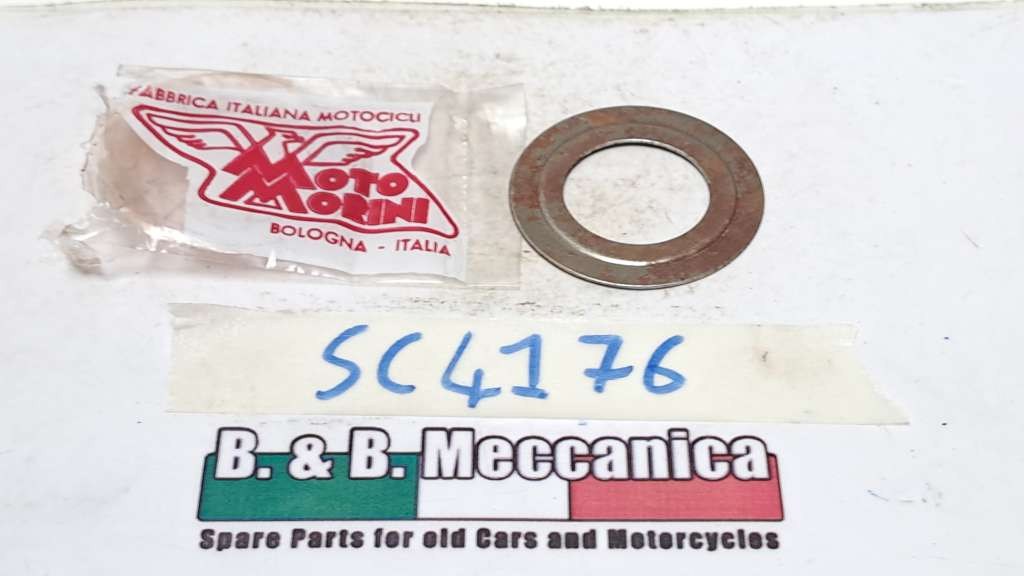 FABBRICA ITALIANA MOTOCICLI
MOTO
MORINI
BOLOGNA - ITALIA
SC4176
B. & B. Meccanica
Spare Parts for old Cars and Motorcycles